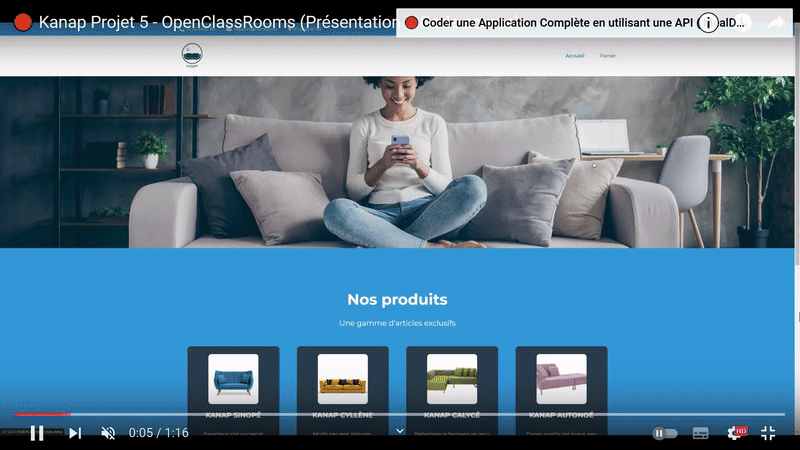 Kanap Projet 5 - OpenClassRooms (Présentation
Coder une Application Complète en utilisant une API
Accueil
Panier
Nos produits
Une gamme d'articles exclusifs
KANAP SINOPÉ
KANAP CYLLÈNE
KANAP CALYCÉ
KANAP AUTONOÉ
0:05 / 1:16
HD